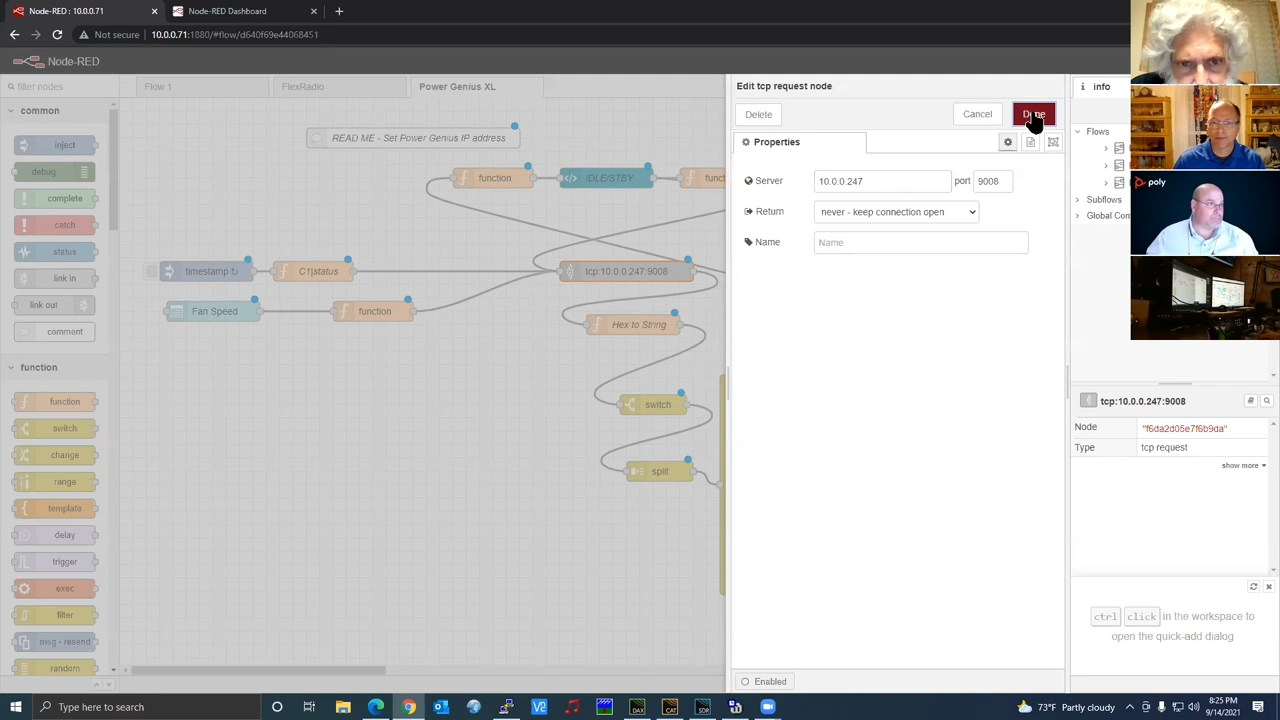 Node-RED
Node-RED Dashboard
Not secure
10.0.0.71:1880/#flow/d640f69e44068451
Node-RED
filter nodes
Flow 1
FlexRadio
Power Genius XL
Edit tcp request node
info
common
inject
debug
complete
catch
status
link in
link out
comment
function
function
switch
change
range
template
delay
trigger
exec
filter
msg - resend
random
READ ME - Set Power Genius IP address
function
IDLE/STBY
funct
timestamp ↻
C1|status
tcp:10.0.0.247:9008
Fan Speed
function
Hex to String
switch
split
Delete
Cancel
Done
Properties
Server
10.0.0.247
port
9008
Return
never - keep connection open
Name
Name
Enabled
Flows
Subflows
Global Con
poly
tcp:10.0.0.247:9008
Node
"f6da2d05e7f6b9da"
Type
tcp request
show more
ctrl click in the workspace to
open the quick-add dialog
Type here to search
DAX
CAT
SDR
73°F Mostly cloudy
8:25 PM
9/14/2021